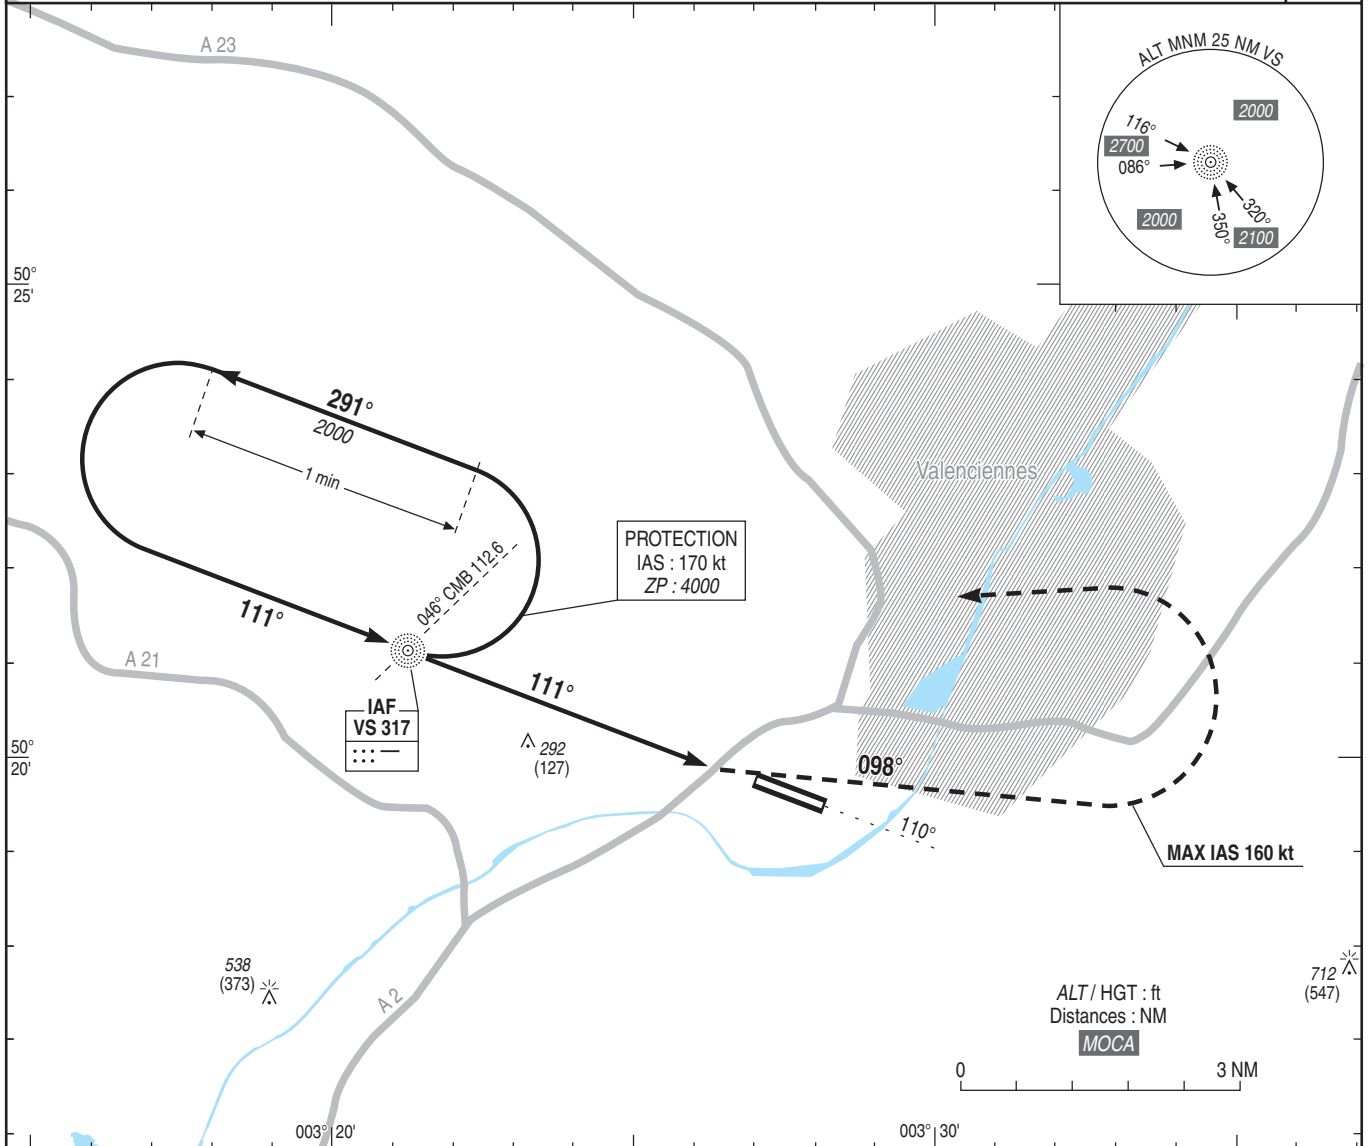 A 23
ALT MNM 25 NM VS
2000
116°
2700
086°
2000
350°
320°
2100
50°
25'
291°
2000
1 min
Valenciennes
046° CMB 112.6
PROTECTION
IAS : 170 kt
ZP : 4000
111°
A 21
111°
IAF
VS 317
292
(127)
50°
20'
098°
110°
MAX IAS 160 kt
538
(373)
A 2
712
(547)
ALT / HGT : ft
Distances : NM
MOCA
0 3 NM
003° 20'
003° 30'